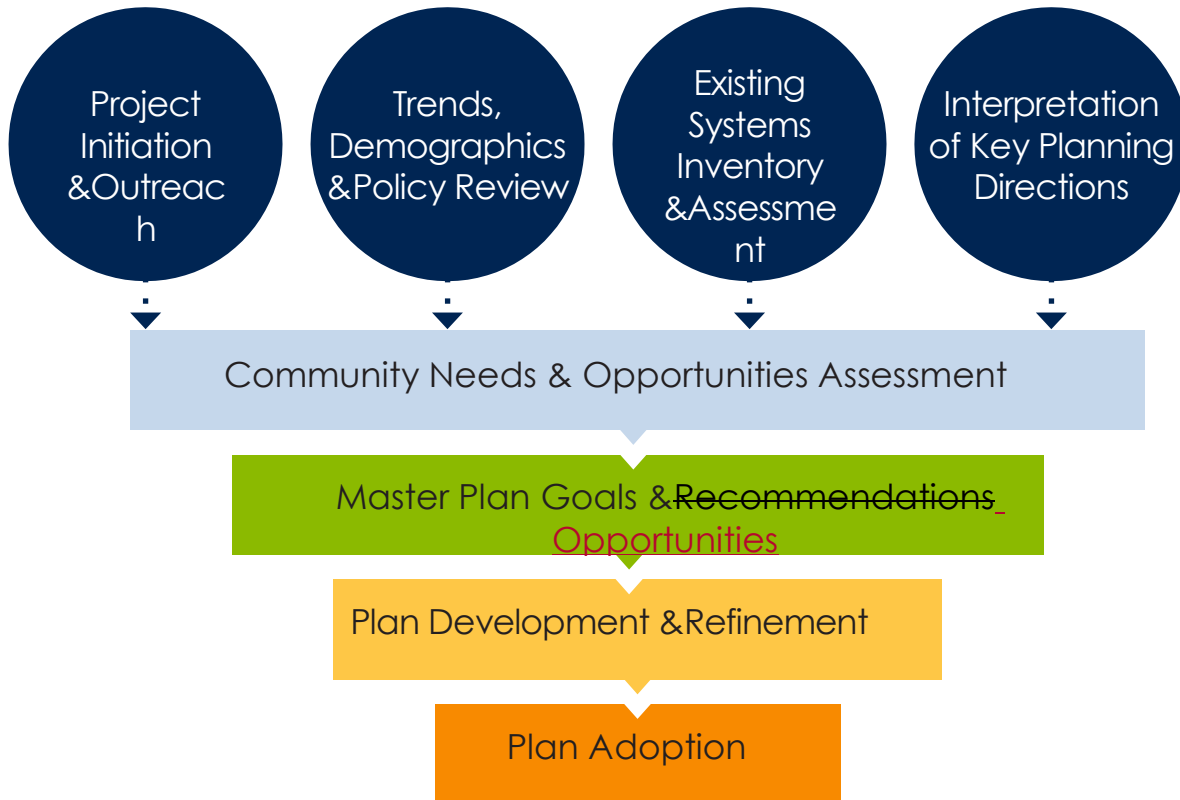 Project
Initiation
&Outreac
h
Trends,
Demographics
&Policy Review
Existing
Systems
Inventory
&Assessme
nt
Interpretation
of Key Planning
Directions
Community Needs & Opportunities Assessment
Master Plan Goals &Recommendations
Opportunities
Plan Development &Refinement
Plan Adoption